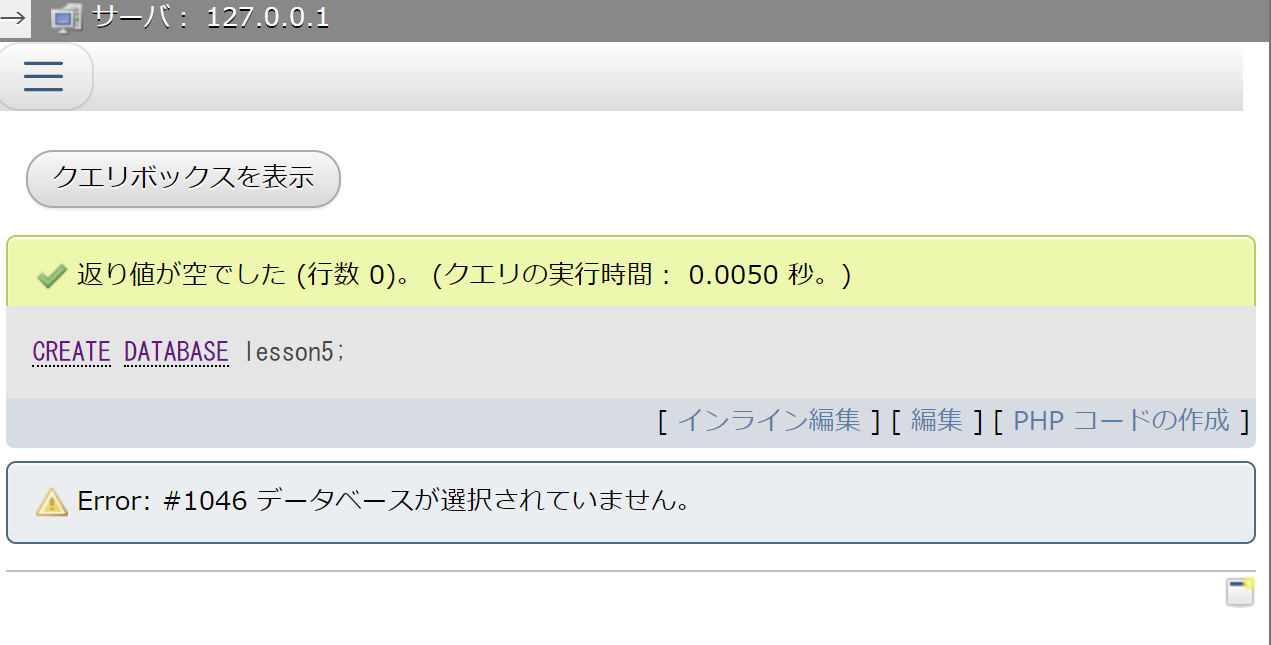 サーバ： 127.0.0.1
クエリボックスを表示
返り値が空でした (行数 0)。 (クエリの実行時間： 0.0050 秒。)
CREATE DATABASE lesson5;
[ インライン編集 ] [ 編集 ] [ PHP コードの作成 ]
Error: #1046 データベースが選択されていません。